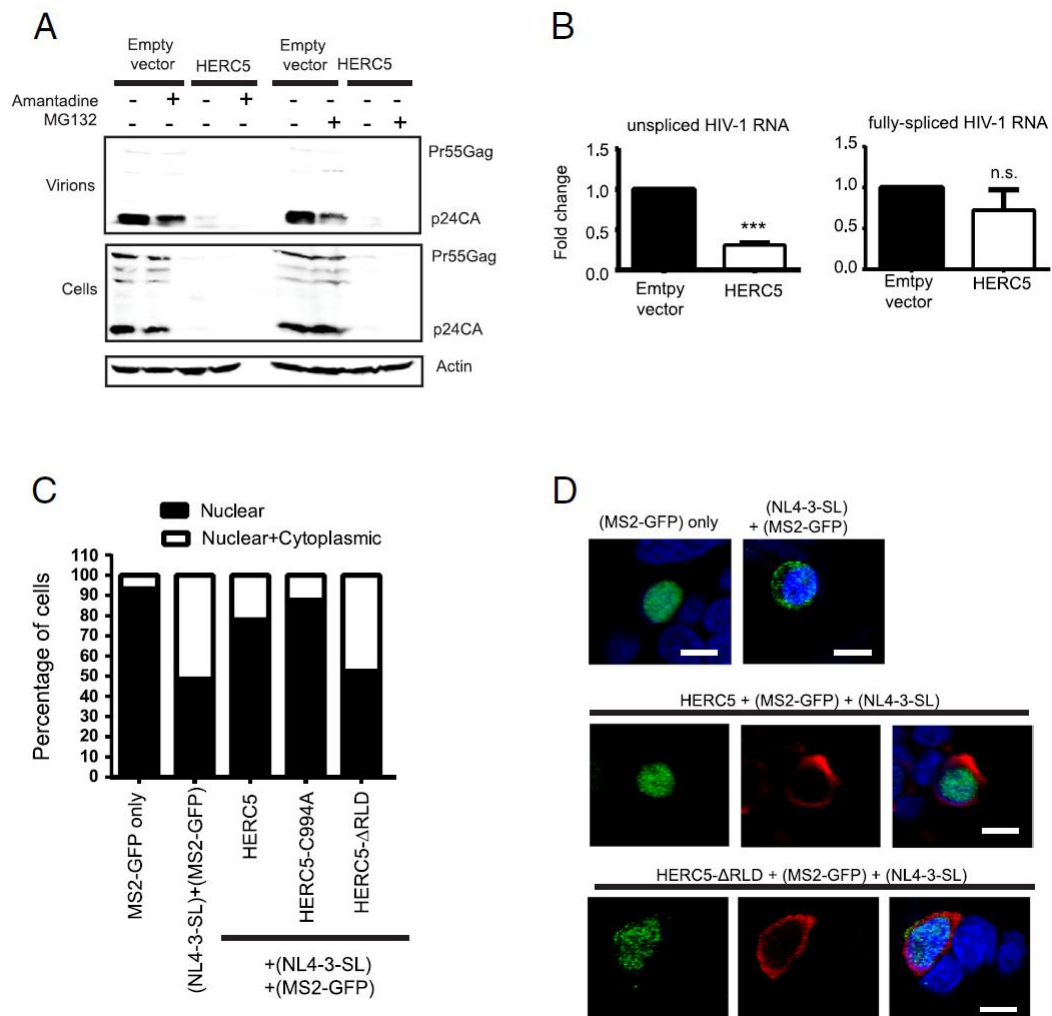 A
Empty vector
HERC5
Empty vector
HERC5
Amantadine - + - +
MG132 - + - +
Virions
Pr55Gag
p24CA
Cells
Pr55Gag
p24CA
Actin
B
unspliced HIV-1 RNA
Fold change
1.5
1.0
0.5
0.0
***
Emtpy vector
HERC5
fully-spliced HIV-1 RNA
1.5
1.0
0.5
0.0
n.s.
Emtpy vector
HERC5
C
Nuclear
Nuclear+Cytoplasmic
Percentage of cells
110
100
90
80
70
60
50
40
30
20
10
0
MS2-GFP only
(NL4-3-SL)+(MS2-GFP)
HERC5
HERC5-C994A
HERC5-ΔRLD
+(NL4-3-SL)
+(MS2-GFP)
D
(MS2-GFP) only
(NL4-3-SL)
+ (MS2-GFP)
HERC5 + (MS2-GFP) + (NL4-3-SL)
HERC5-ΔRLD + (MS2-GFP) + (NL4-3-SL)